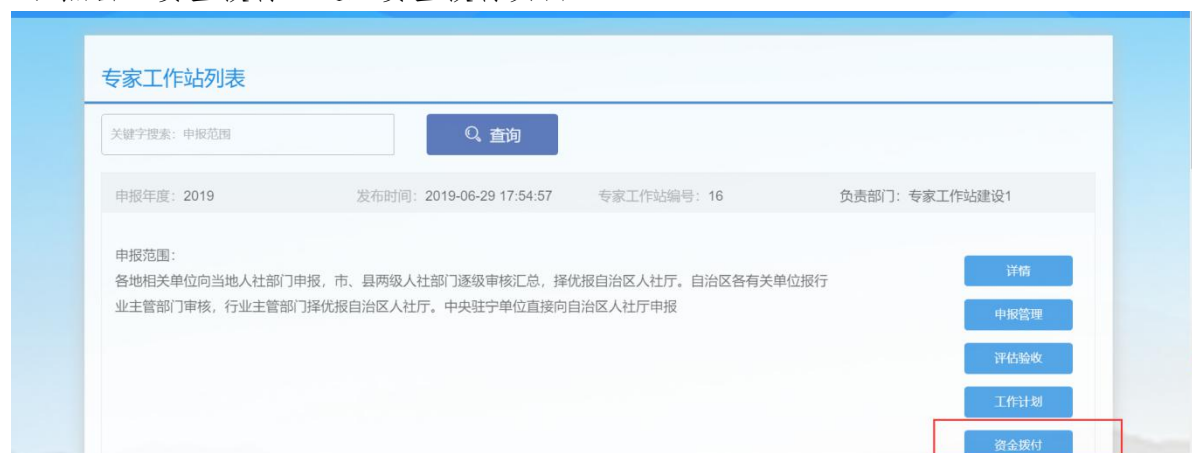 专家工作站列表
关键字搜索：申报范围
查询
申报年度：2019 发布时间：2019-06-29 17:54:57 专家工作站编号：16 负责部门：专家工作站建设1
申报范围：
各地相关单位向当地人社部门申报，市、县两级人社部门逐级审核汇总，择优报自治区人社厅。自治区各有关单位报行
业主管部门审核，行业主管部门择优报自治区人社厅。中央驻宁单位直接向自治区人社厅申报
详情
申报管理
评估验收
工作计划
资金拨付